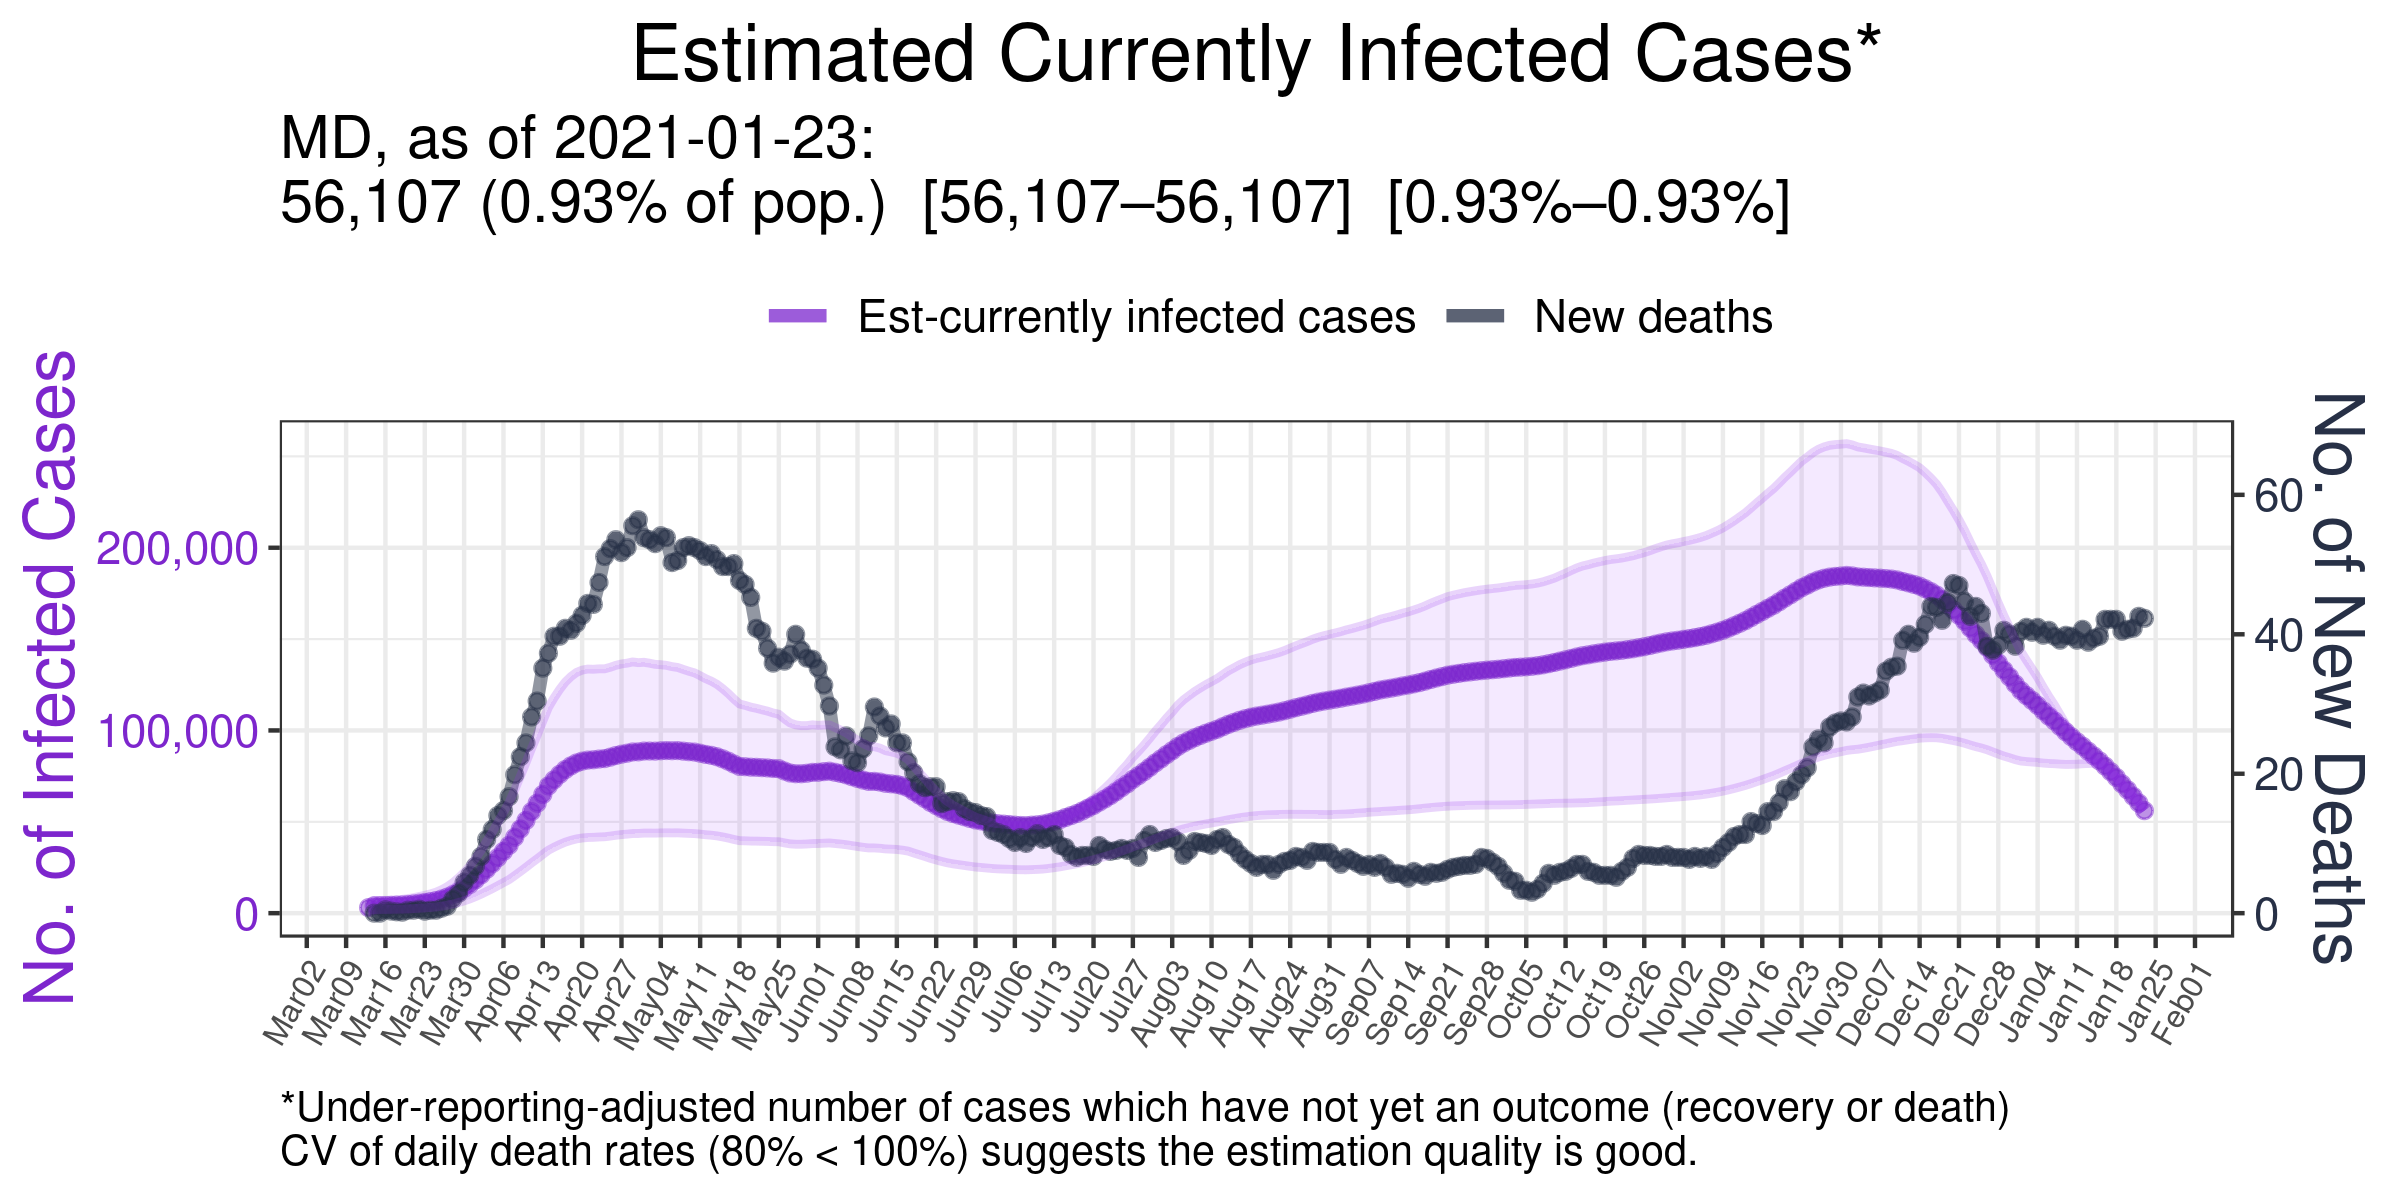 Estimated Currently Infected Cases*
MD, as of 2021-01-23:
56,107 (0.93% of pop.)  [56,107–56,107]  [0.93%–0.93%]
Est-currently infected cases
New deaths
No. of Infected Cases
200,000
100,000
0
No. of New Deaths
60
40
20
0
Mar02
Mar09
Mar16
Mar23
Mar30
Apr06
Apr13
Apr20
Apr27
May04
May11
May18
May25
Jun01
Jun08
Jun15
Jun22
Jun29
Jul06
Jul13
Jul20
Jul27
Aug03
Aug10
Aug17
Aug24
Aug31
Sep07
Sep14
Sep21
Sep28
Oct05
Oct12
Oct19
Oct26
Nov02
Nov09
Nov16
Nov23
Nov30
Dec07
Dec14
Dec21
Dec28
Jan04
Jan11
Jan18
Jan25
Feb01
*Under-reporting-adjusted number of cases which have not yet an outcome (recovery or death)
CV of daily death rates (80% < 100%) suggests the estimation quality is good.